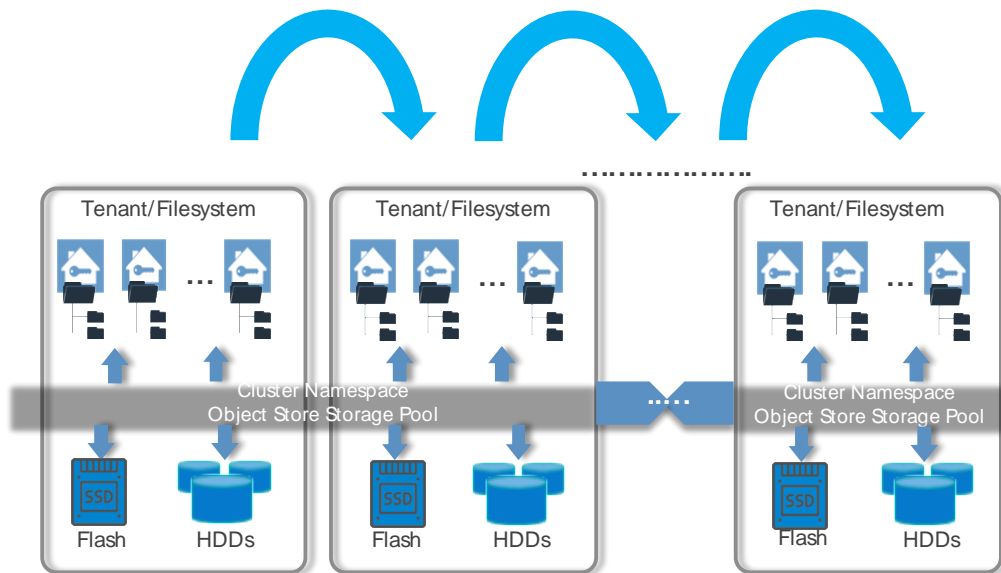 ……………………….
Tenant/Filesystem
Tenant/Filesystem
Tenant/Filesystem
...
...
...
Cluster Namespace
Object Store Storage Pool
.....
Cluster Namespace
Object Store Storage Pool
SSD
SSD
SSD
Flash
HDDs
Flash
HDDs
Flash
HDDs